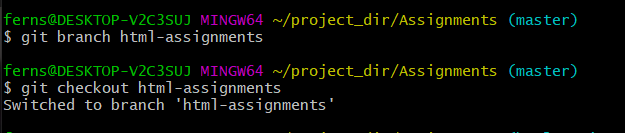 ferns@DESKTOP-V2C3SUJ MINGW64 ~/project_dir/Assignments (master)
$ git branch html-assignments
ferns@DESKTOP-V2C3SUJ MINGW64 ~/project_dir/Assignments (master)
$ git checkout html-assignments
Switched to branch 'html-assignments'